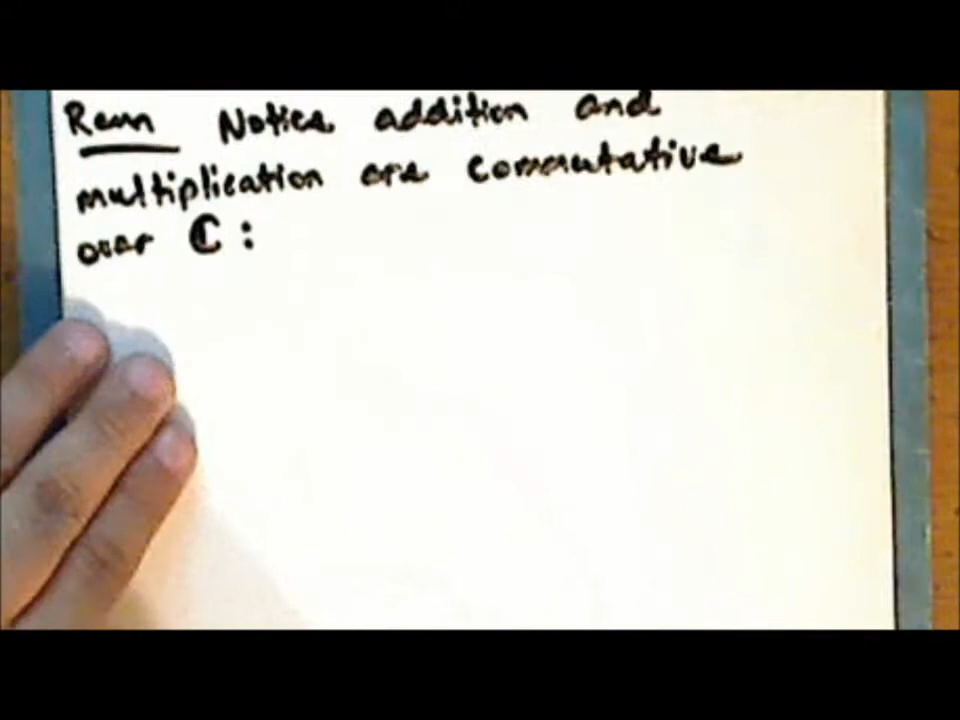 Rem Notice addition and
multiplication are commutative
over ℂ: